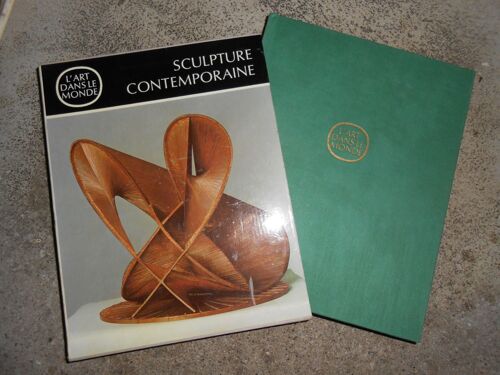 L'ART
DANS LE
MONDE
SCULPTURE
CONTEMPORAINE
L'ART
DANS LE
MONDE